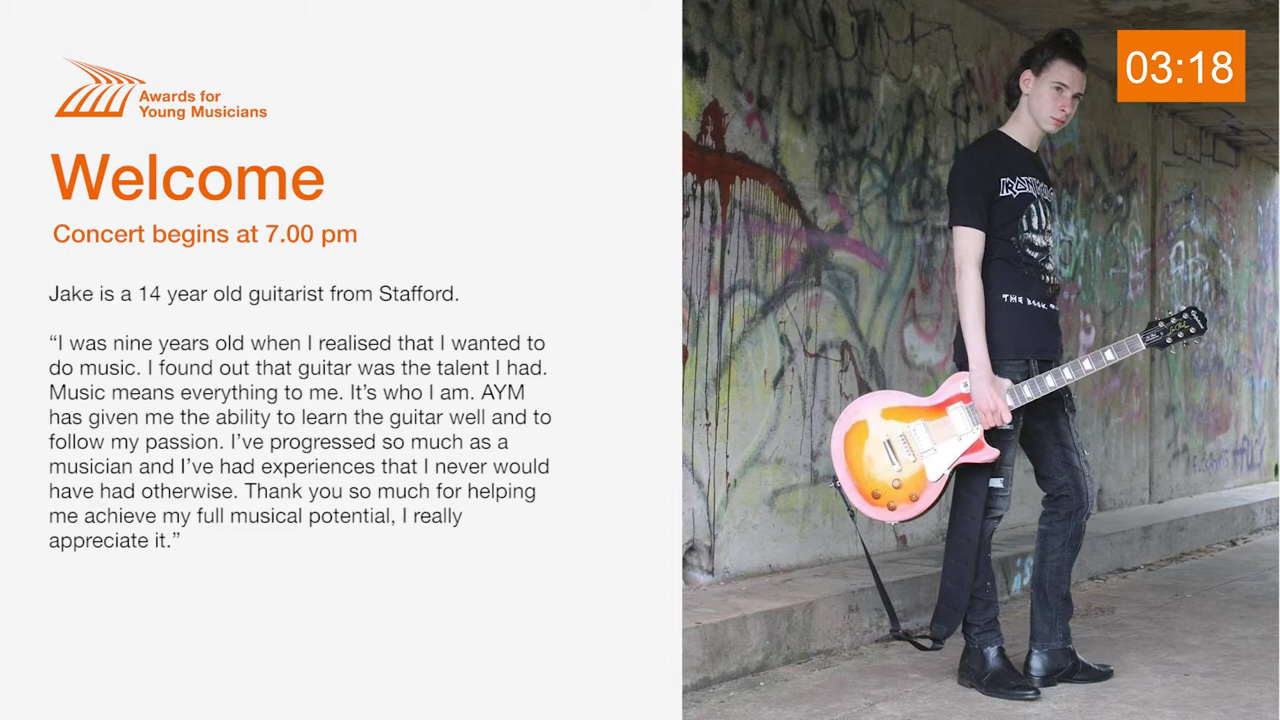 Awards for
Young Musicians
Welcome
Concert begins at 7.00 pm
Jake is a 14 year old guitarist from Stafford.
“I was nine years old when I realised that I wanted to
do music. I found out that guitar was the talent I had.
Music means everything to me. It’s who I am. AYM
has given me the ability to learn the guitar well and to
follow my passion. I’ve progressed so much as a
musician and I’ve had experiences that I never would
have had otherwise. Thank you so much for helping
me achieve my full musical potential, I really
appreciate it.”
03:18
THE BOOK